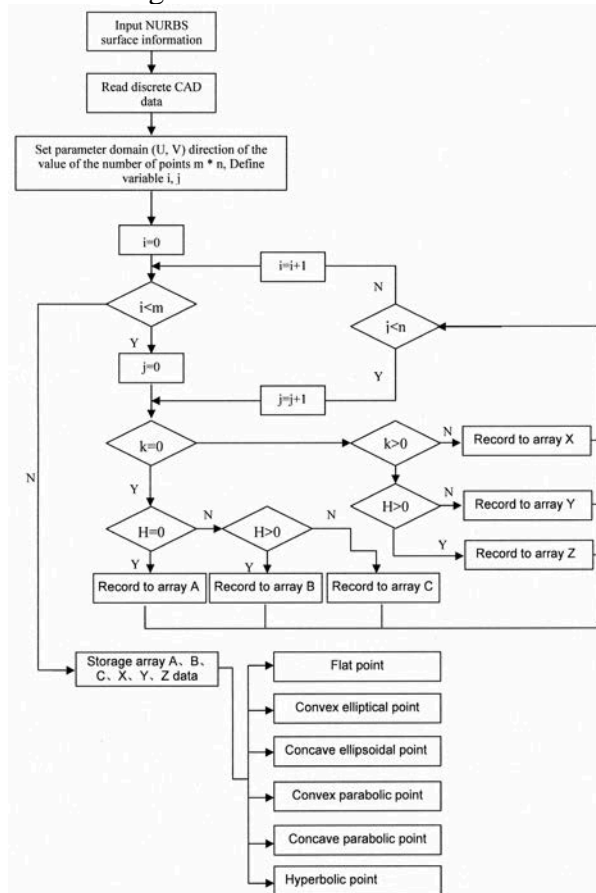 Input NURBS
surface information
Read discrete CAD
data
Set parameter domain (U, V) direction of the
value of the number of points m * n, Define
variable i, j
i=0
i=i+1
N
i<m
j<n
Y
Y
j=0
j=j+1
k=0
k>0
N
Record to array X
N
Y
H>0
N
Record to array Y
H=0
N
H>0
N
Y
Record to array Z
Y
Y
Record to array A
Record to array B
Record to array C
Storage array A、B、
C、X、Y、Z data
Flat point
Convex elliptical point
Concave ellipsoidal point
Convex parabolic point
Concave parabolic point
Hyperbolic point